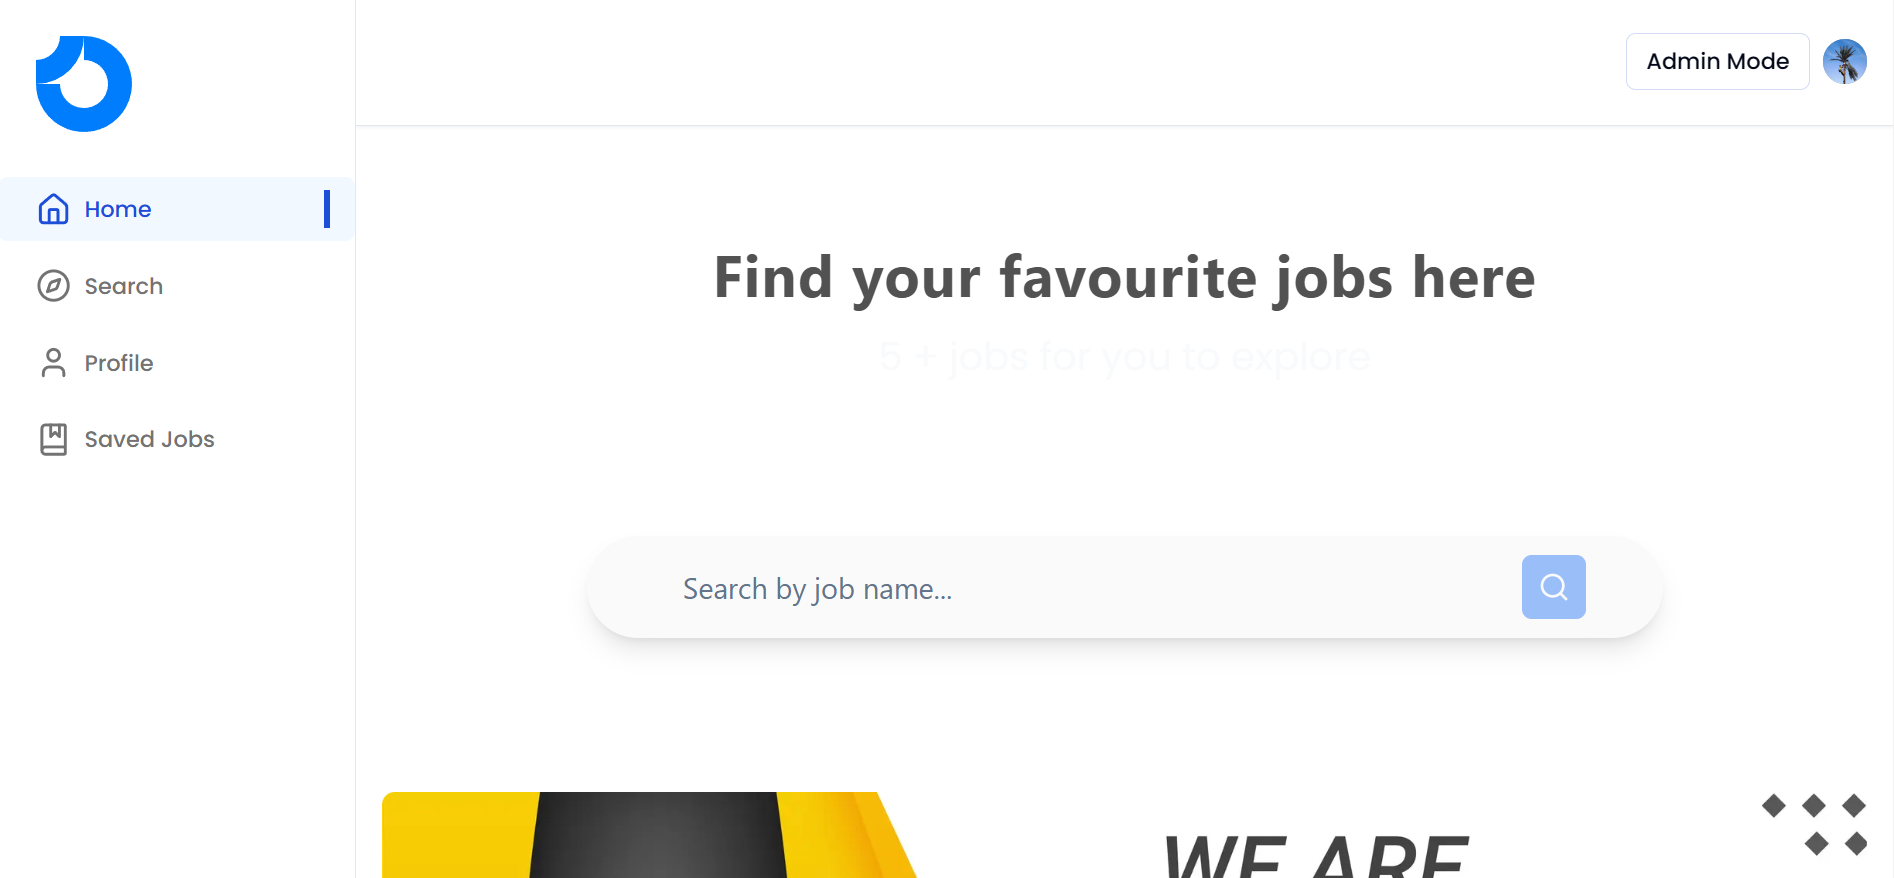 Admin Mode
Home
Search
Profile
Saved Jobs
Find your favourite jobs here
5 + jobs for you to explore
Search by job name...
WE ARE